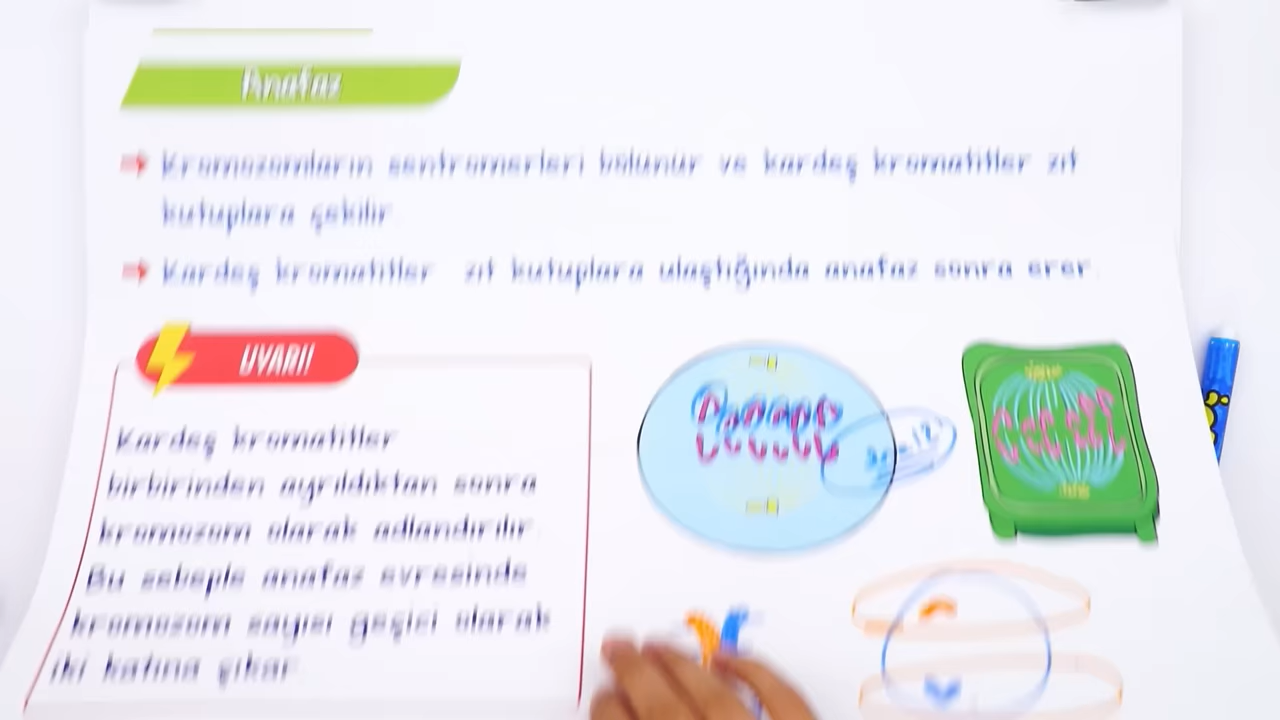 Anafaz
Kromozomların sentromerleri bölünür ve kardeş kromatitler zıt
kutuplara çekilir.
Kardeş kromatitler zıt kutuplara ulaştığında anafaz sonra erer.
UYARI!
Kardeş kromatitler
birbirinden ayrıldıktan sonra
kromozom olarak adlandırılır.
Bu sebeple anafaz evresinde
kromozom sayısı geçici olarak
iki katına çıkar.